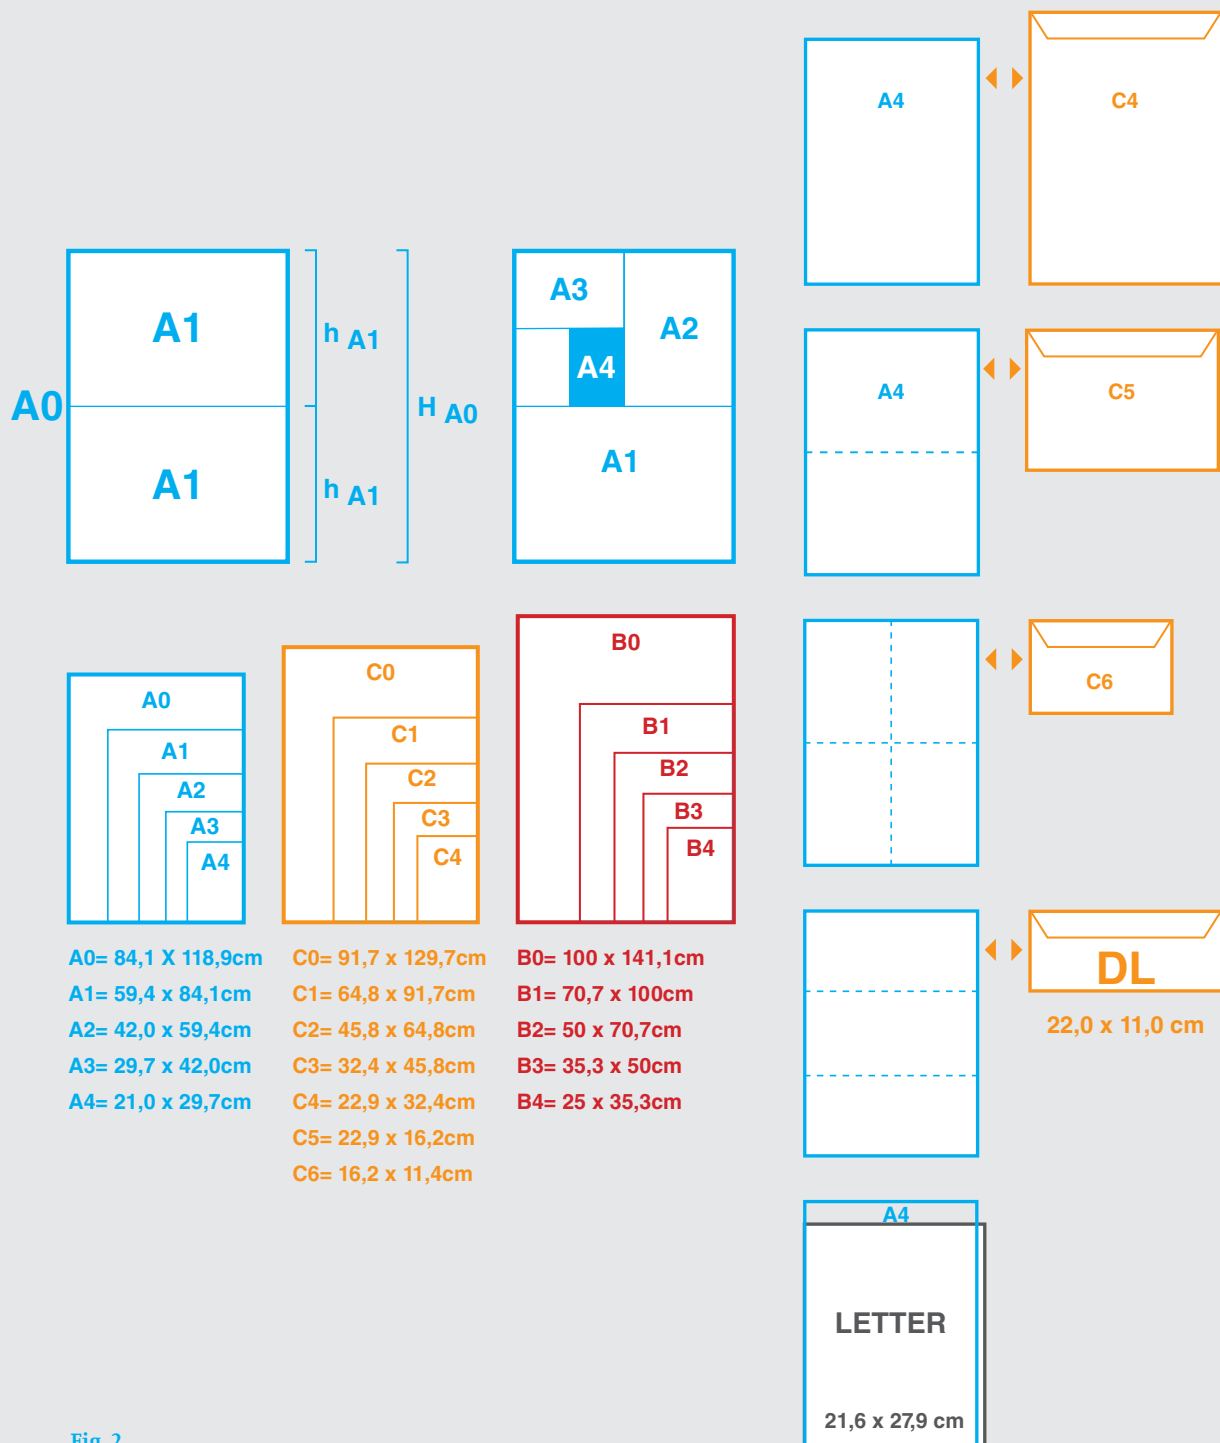 A0
A1
A1
h A1
h A1
H A0
A3
A2
A4
A1
A0
A1
A2
A3
A4
C0
C1
C2
C3
C4
B0
B1
B2
B3
B4
A0= 84,1 X 118,9cm
A1= 59,4 x 84,1cm
A2= 42,0 x 59,4cm
A3= 29,7 x 42,0cm
A4= 21,0 x 29,7cm
C0= 91,7 x 129,7cm
C1= 64,8 x 91,7cm
C2= 45,8 x 64,8cm
C3= 32,4 x 45,8cm
C4= 22,9 x 32,4cm
C5= 22,9 x 16,2cm
C6= 16,2 x 11,4cm
B0= 100 x 141,1cm
B1= 70,7 x 100cm
B2= 50 x 70,7cm
B3= 35,3 x 50cm
B4= 25 x 35,3cm
A4
C4
A4
C5
C6
DL
22,0 x 11,0 cm
A4
LETTER
21,6 x 27,9 cm
Fig. 2